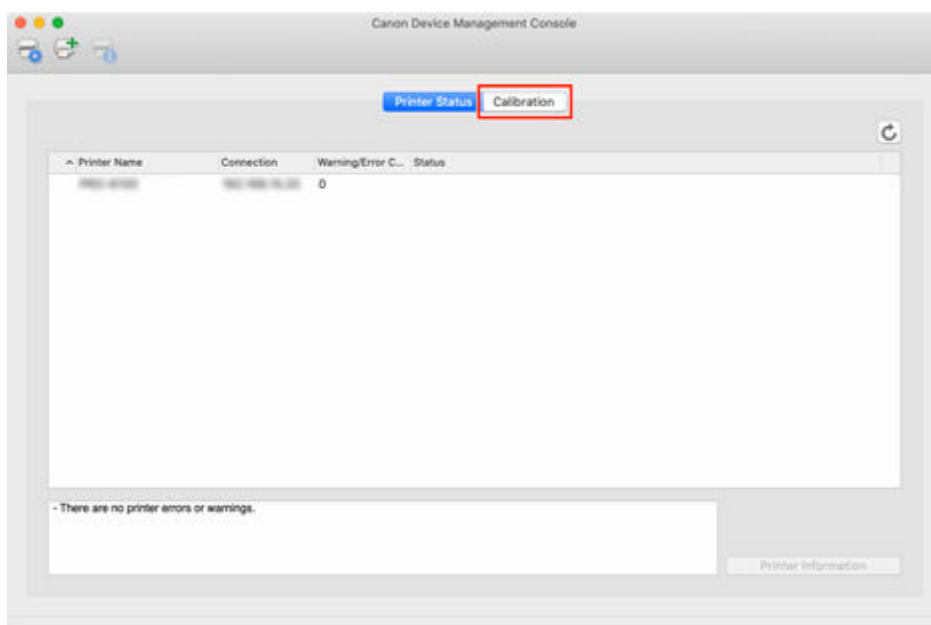 Canon Device Management Console
Printer Status Calibration
Printer Name Connection Warning/Error C... Status
0
- There are no printer errors or warnings.
Printer Information